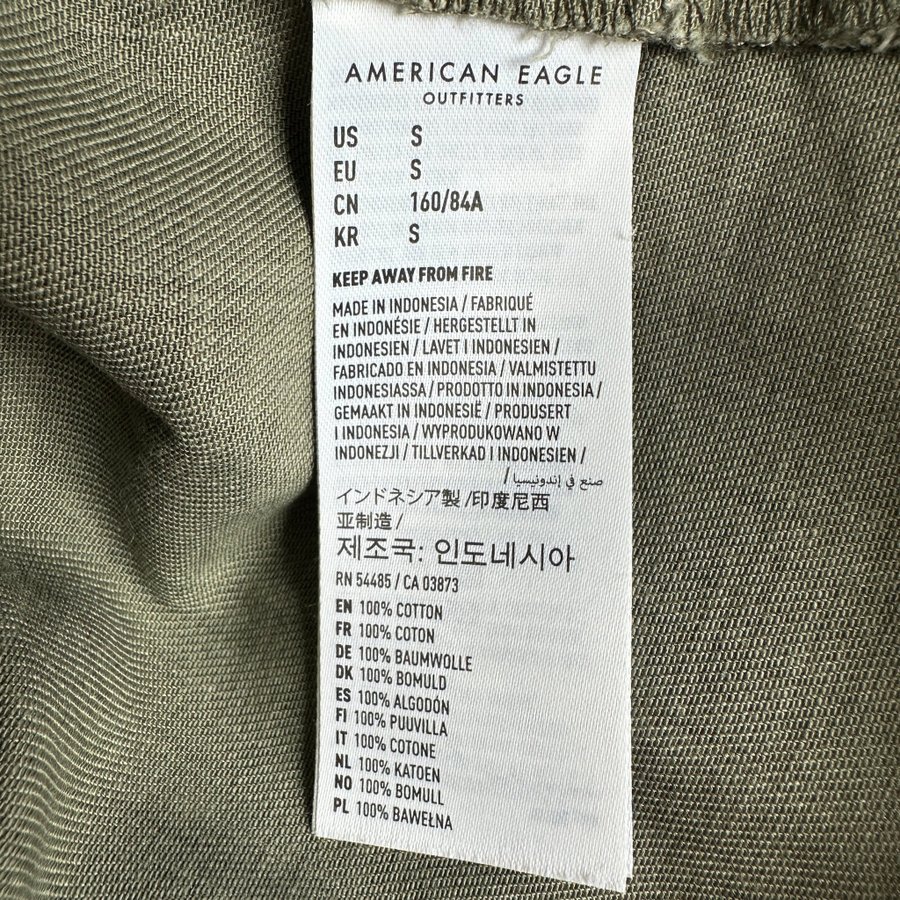 AMERICAN EAGLE
OUTFITTERS
US S
EU S
CN 160/84A
KR S
KEEP AWAY FROM FIRE
MADE IN INDONESIA / FABRIQUÉ
EN INDONÉSIE / HERGESTELLT IN
INDONESIEN / LAVET I INDONESIEN /
FABRICADO EN INDONESIA / VALMISTETTU
INDONESIASSA / PRODOTTO IN INDONESIA /
GEMAAKT IN INDONESIË / PRODUSERT
I INDONESIA / WYPRODUKOWANO W
INDONEZJI / TILLVERKAD I INDONESIEN /
صنع في إندونيسيا /
インドネシア製 /印度尼西
亚制造 /
제조국: 인도네시아
RN 54485 / CA 03873
EN 100% COTTON
FR 100% COTON
DE 100% BAUMWOLLE
DK 100% BOMULD
ES 100% ALGODÓN
FI 100% PUUVILLA
IT 100% COTONE
NL 100% KATOEN
NO 100% BOMULL
PL 100% BAWEŁNA